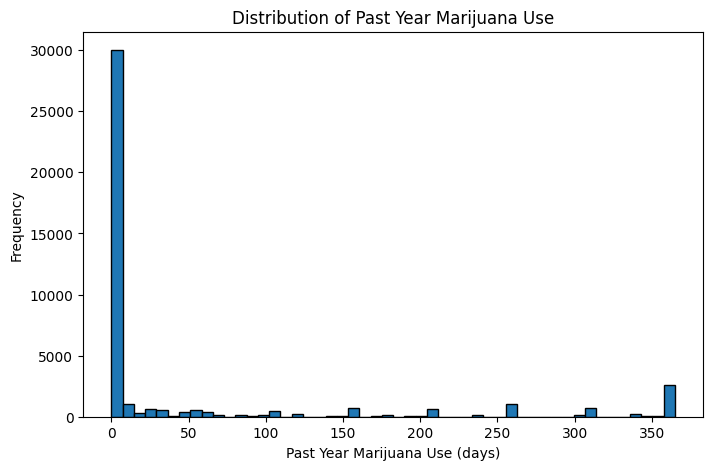 Distribution of Past Year Marijuana Use
30000
25000
20000
15000
10000
5000
0
Frequency
0 50 100 150 200 250 300 350
Past Year Marijuana Use (days)